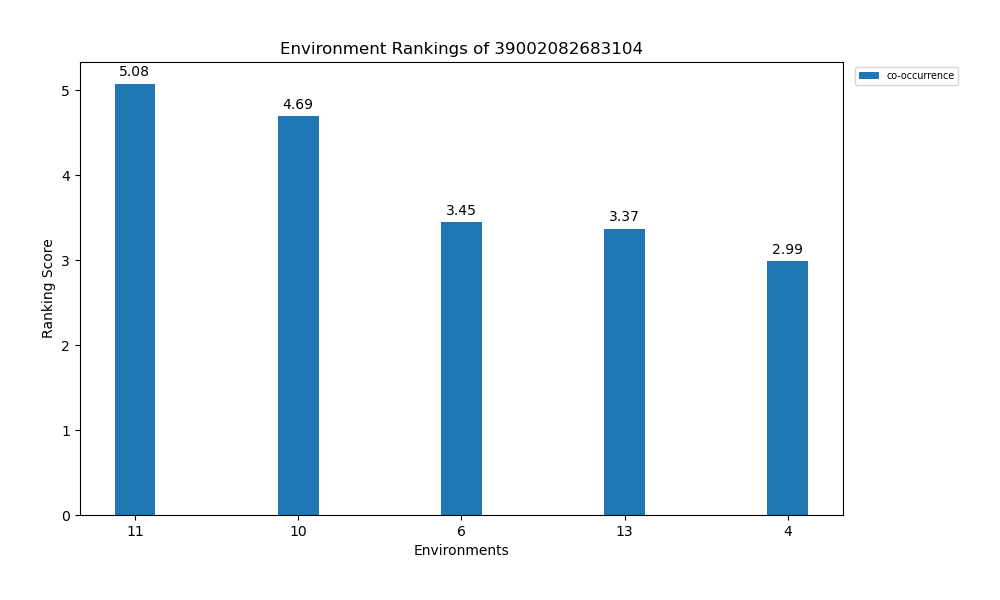 Environment Rankings of 39002082683104
co-occurrence
5.08
4.69
3.45
3.37
2.99
5
4
3
2
1
0
Ranking Score
11 10 6 13 4
Environments